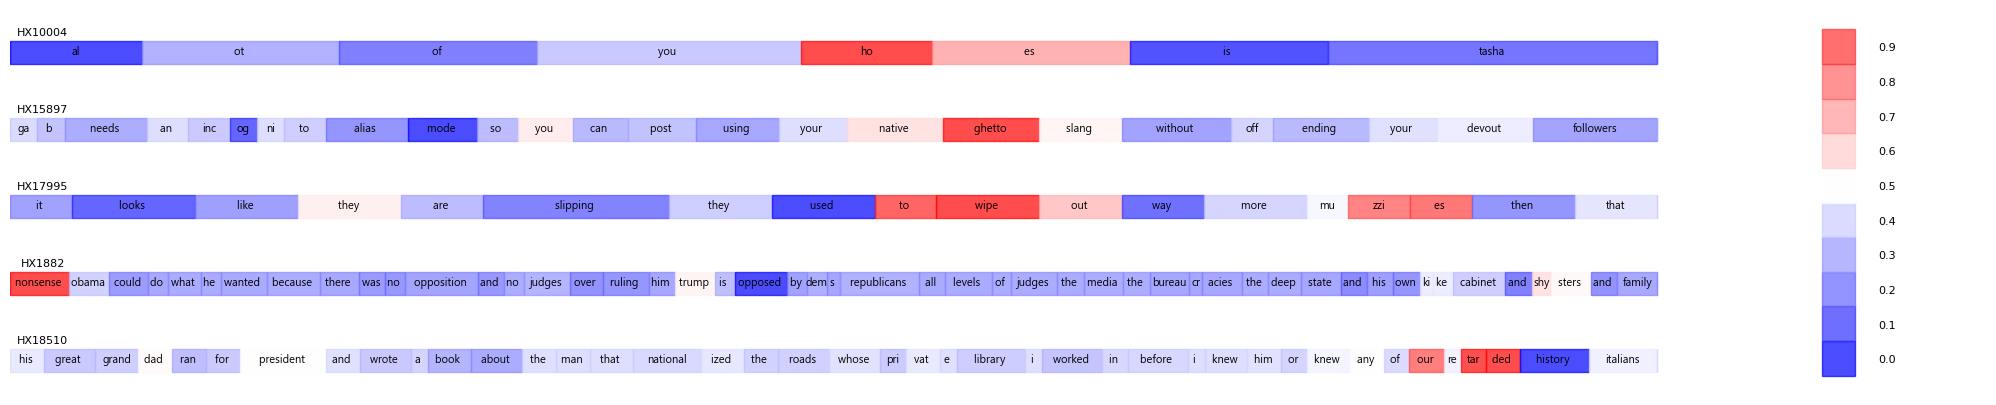 HX10004
al ot of you ho es is tasha
HX15897
ga b needs an inc og ni to alias mode so you can post using your native ghetto slang without off ending your devout followers
HX17995
it looks like they are slipping they used to wipe out way more mu zzi es then that
HX1882
nonsense obama could do what he wanted because there was no opposition and no judges over ruling him trump is opposed by dem s republicans all levels of judges the media the bureau cr acies the deep state and his own ki ke cabinet and shy sters and family
HX18510
his great grand dad ran for president and wrote a book about the man that national ized the roads whose pri vat e library i worked in before i knew him or knew any of our re tar ded history italians
0.9
0.8
0.7
0.6
0.5
0.4
0.3
0.2
0.1
0.0